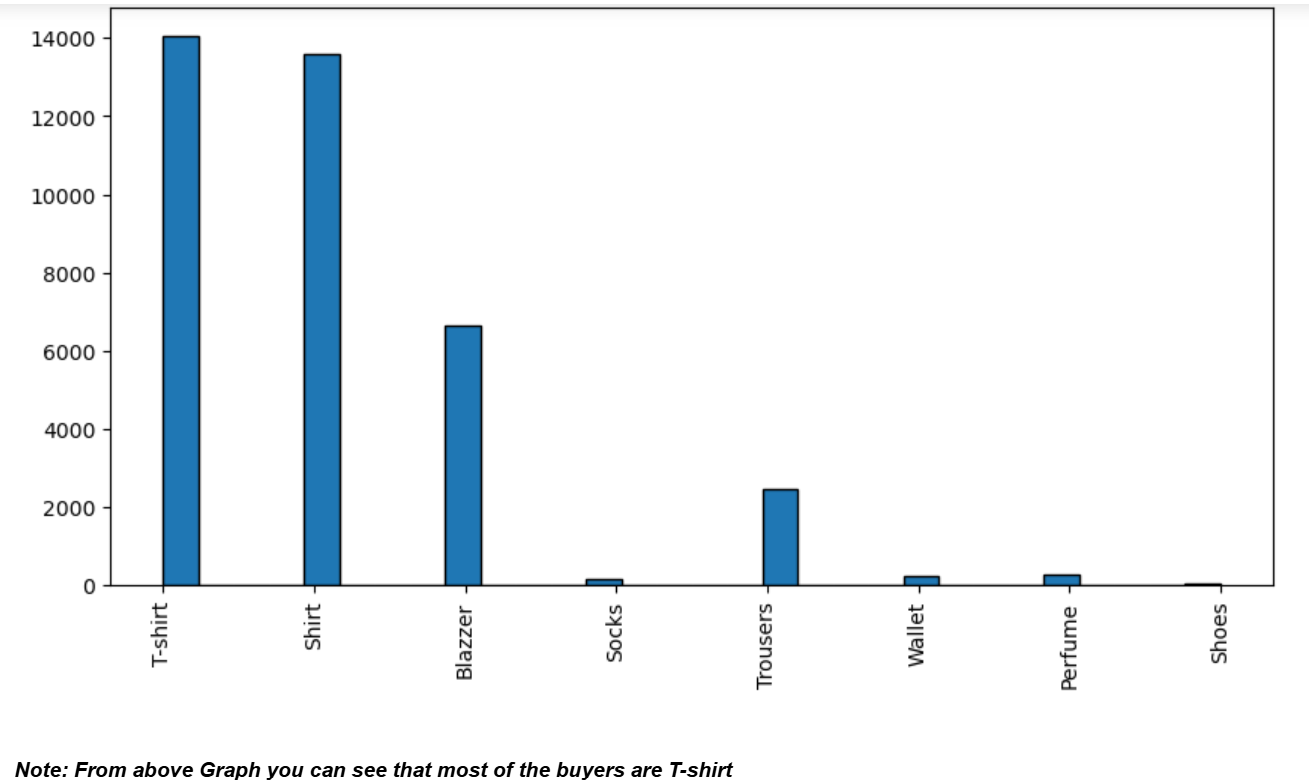 14000
12000
10000
8000
6000
4000
2000
0
T-shirt
Shirt
Blazzer
Socks
Trousers
Wallet
Perfume
Shoes
Note: From above Graph you can see that most of the buyers are T-shirt